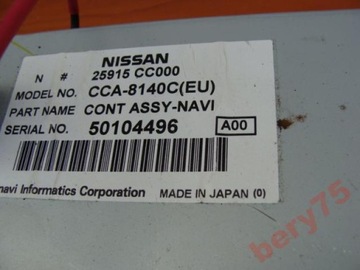 NISSAN
N # 25915 CC000
MODEL NO. CCA-8140C(EU)
PART NAME CONT ASSY-NAVI
SERIAL NO. 50104496 A00
navi Informatics Corporation MADE IN JAPAN (0)
bery75